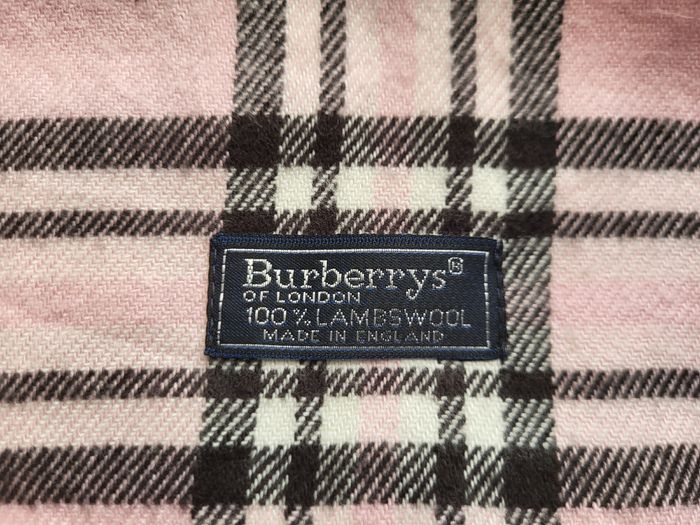 Burberrys®
OF LONDON
100% LAMBSWOOL
MADE IN ENGLAND